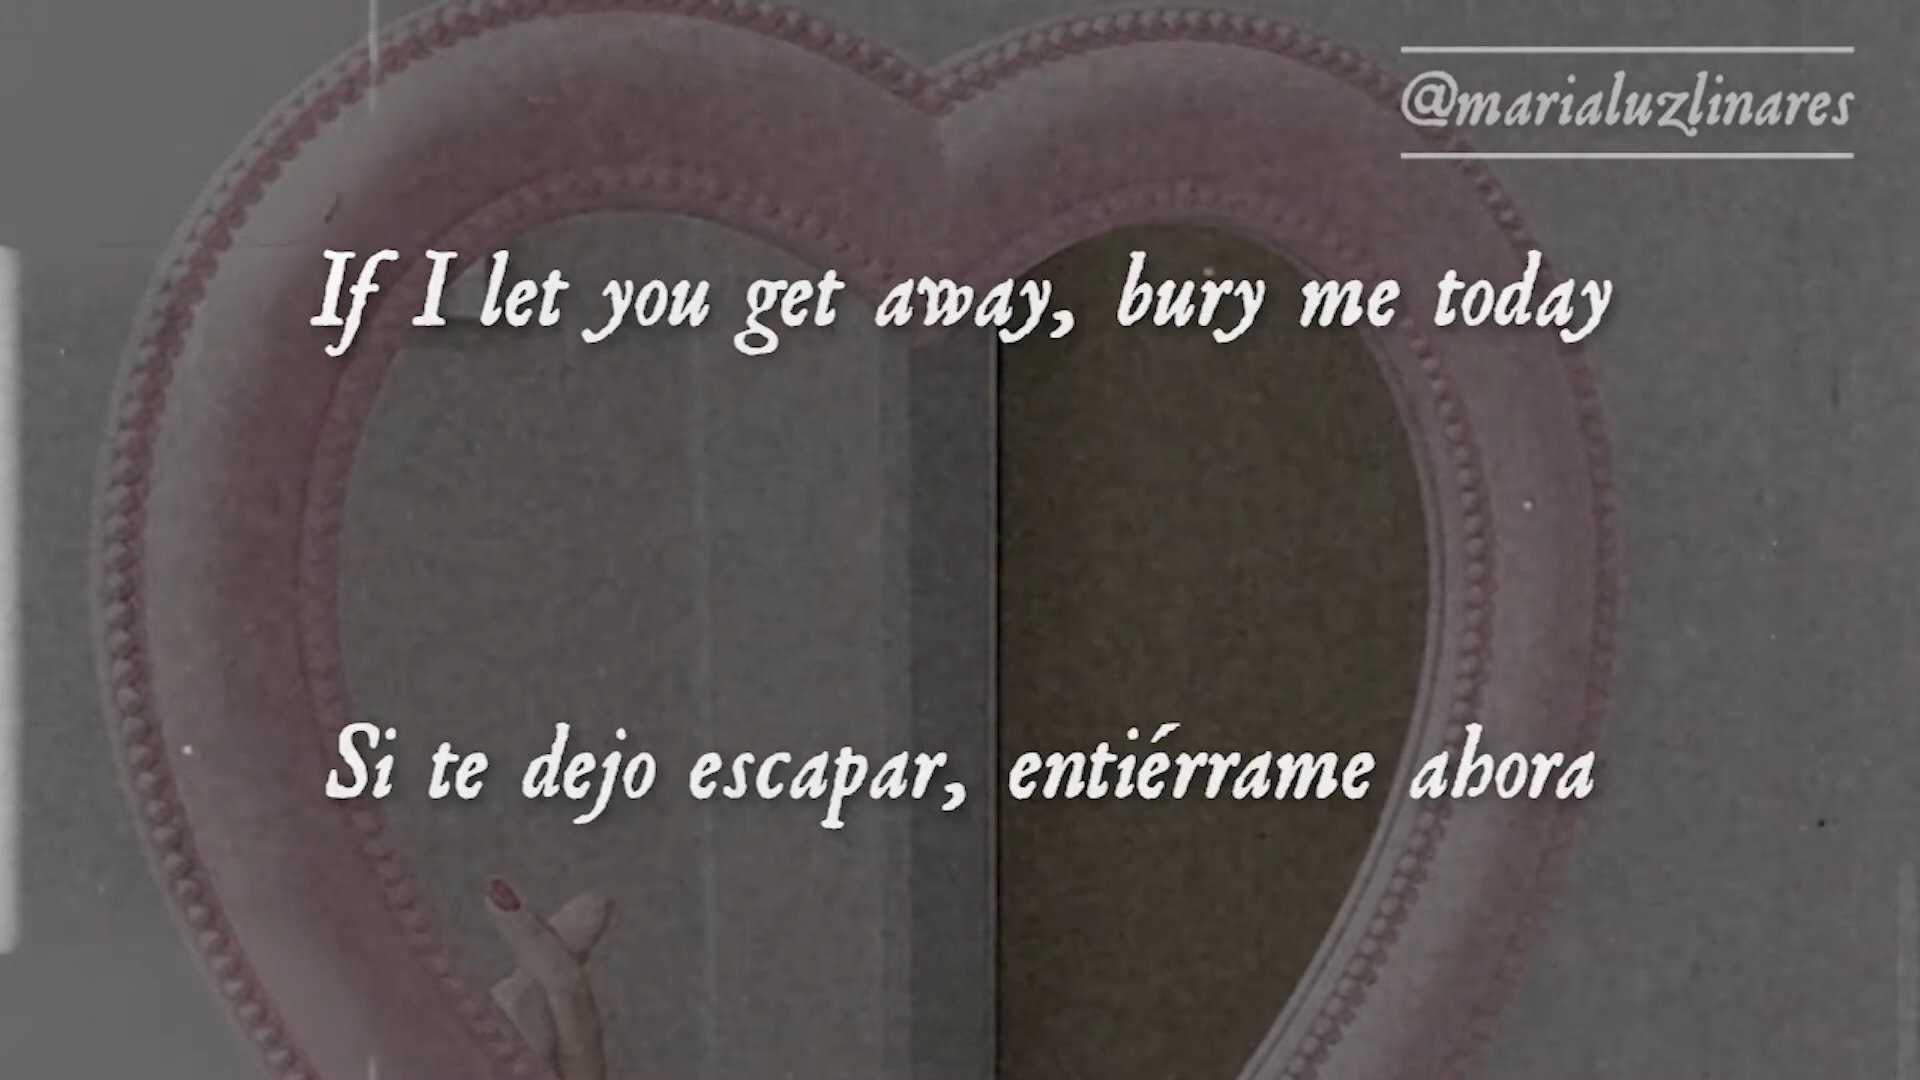 @marialuzlinares
If I let you get away, bury me today
Si te dejo escapar, entiérrame ahora